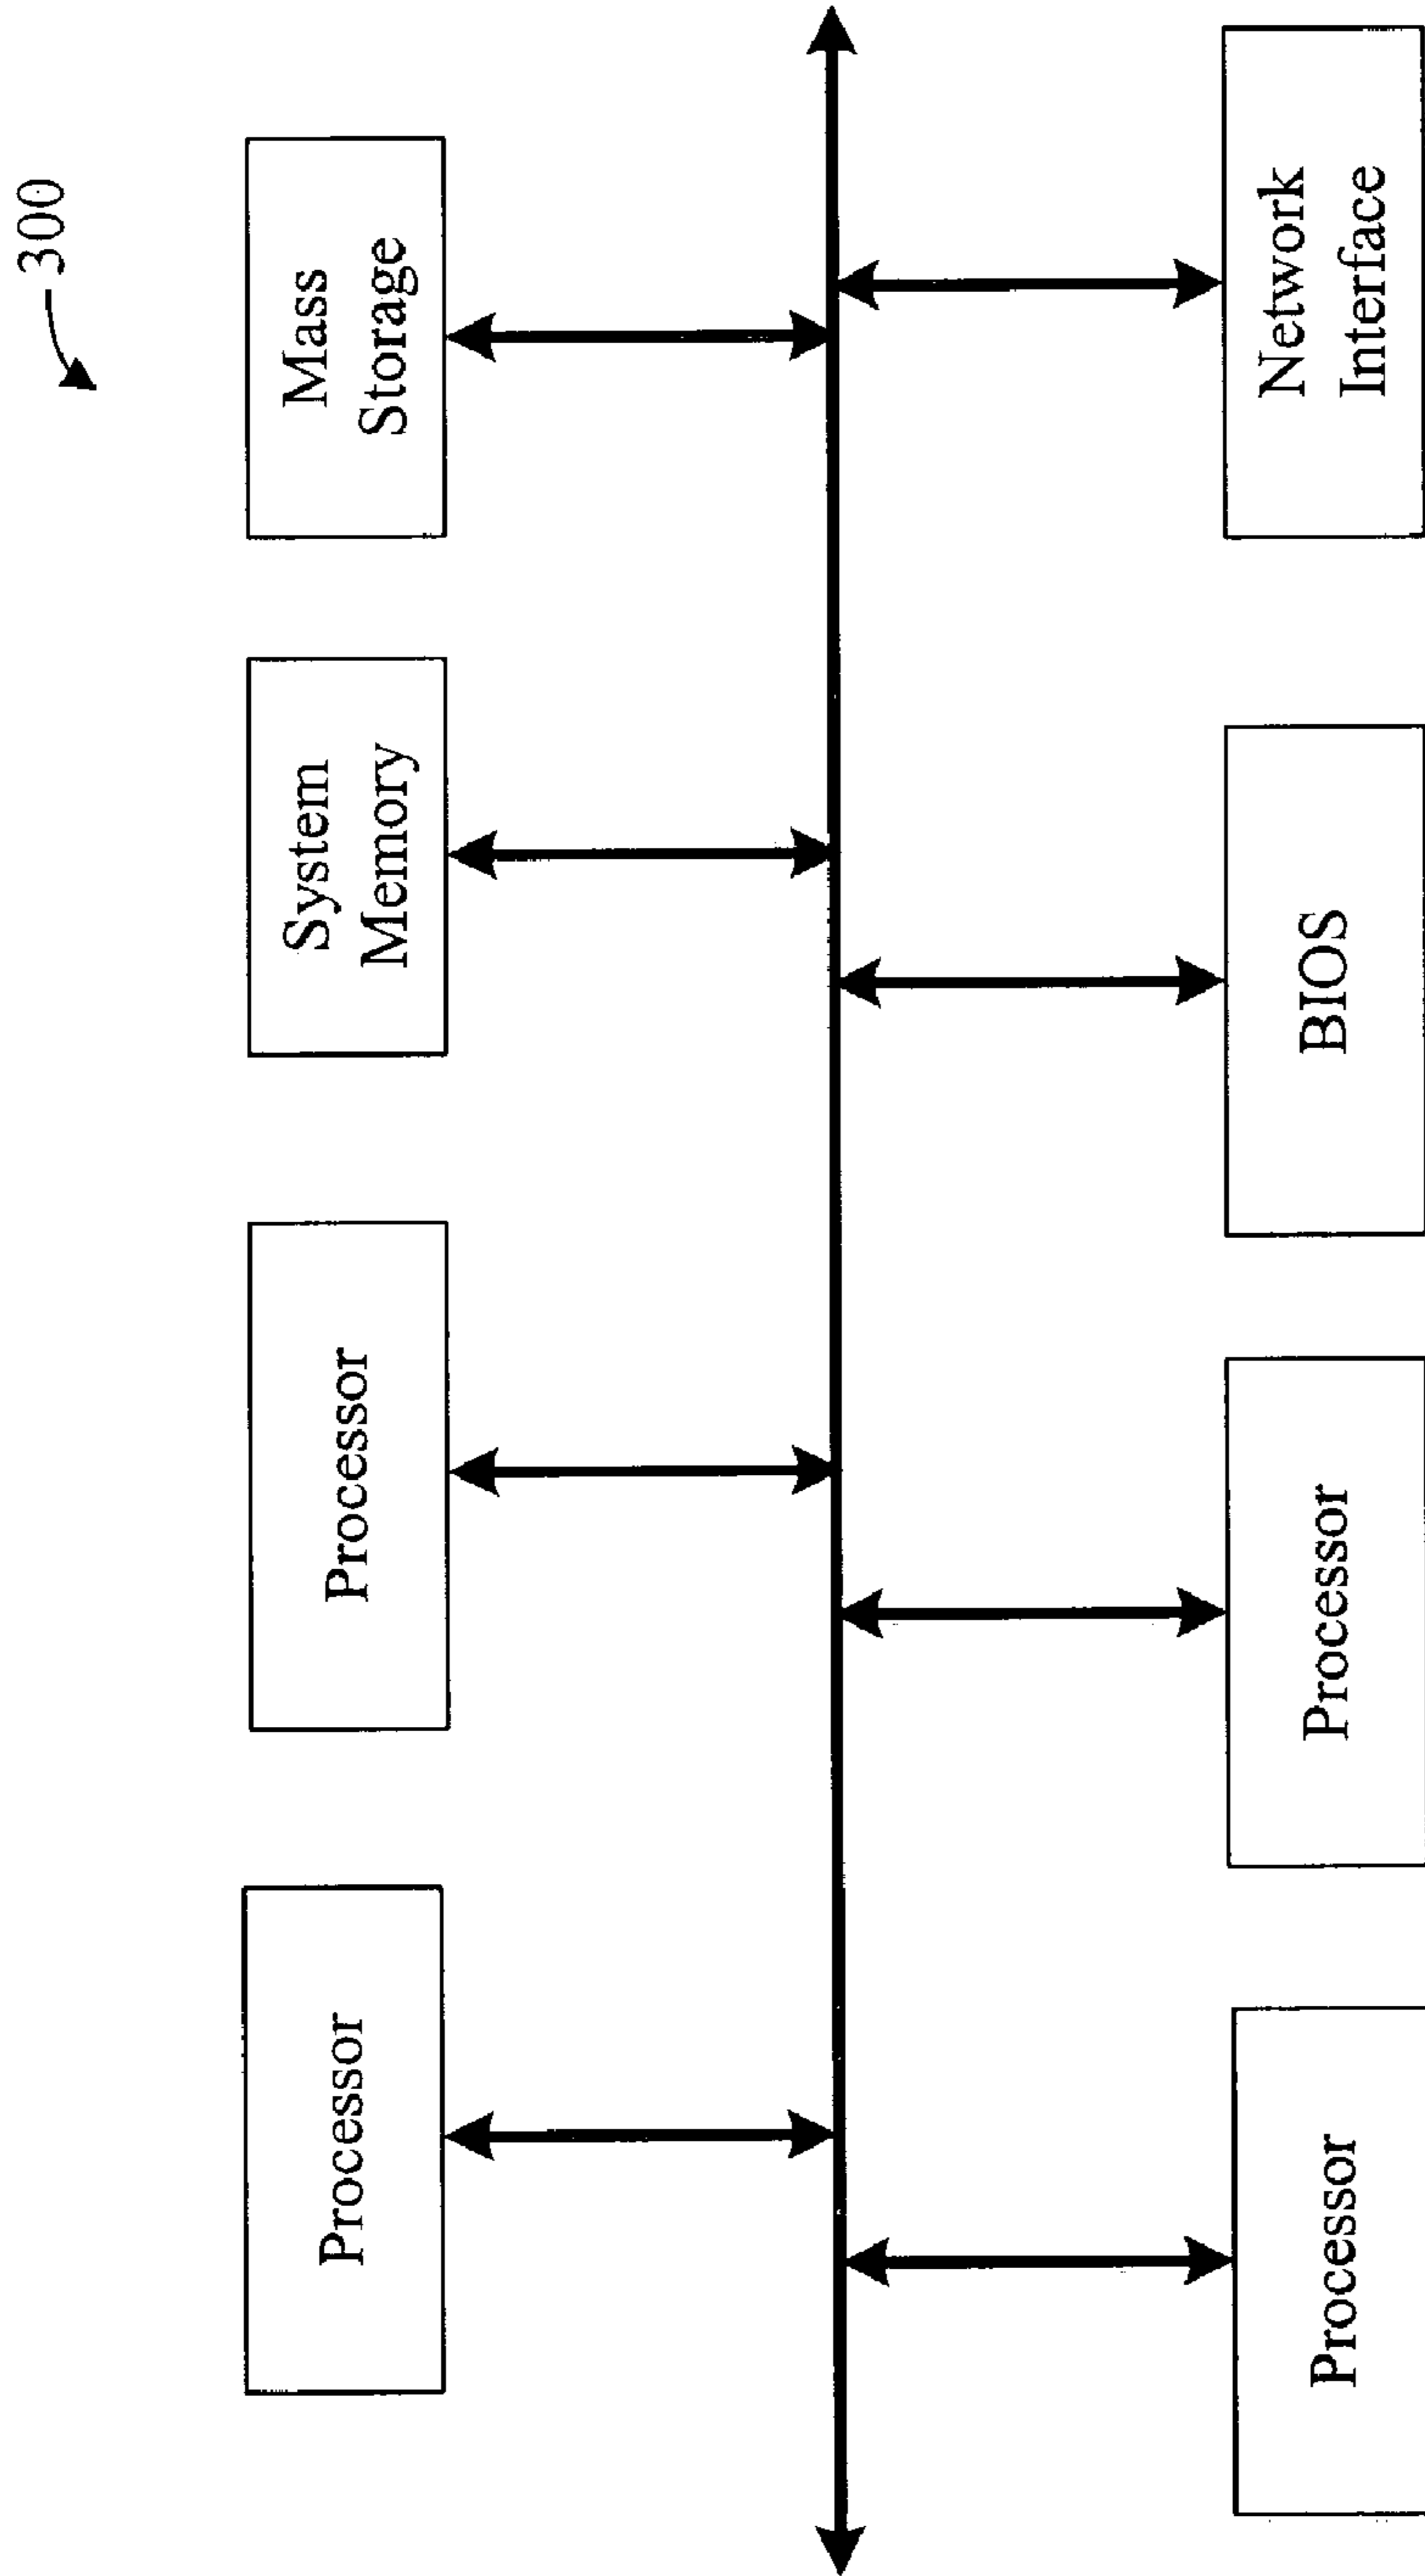 300
Processor
Processor
System
Memory
Mass
Storage
Processor
Processor
BIOS
Network
Interface